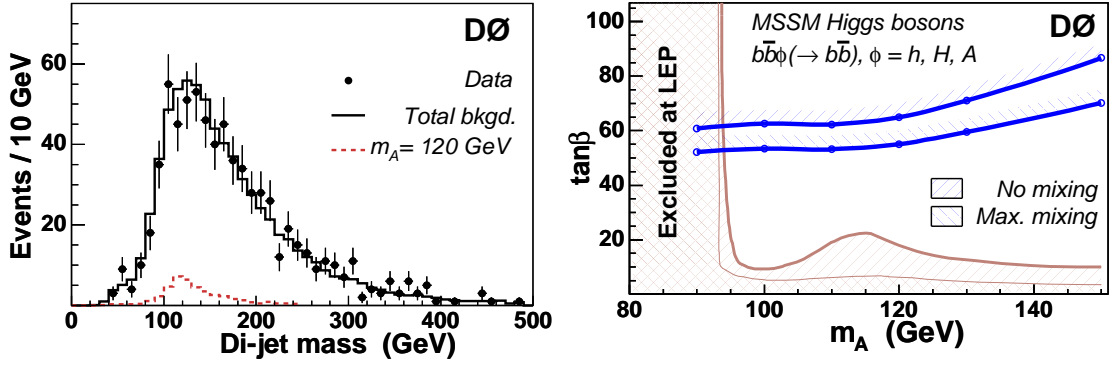 DØ
Data
Total bkgd.
m_A= 120 GeV
Events / 10 GeV
60
40
20
0
100
200
300
400
500
Di-jet mass (GeV)
DØ
MSSM Higgs bosons
bb̄ϕ(→ bb̄), ϕ = h, H, A
Excluded at LEP
No mixing
Max. mixing
tanβ
100
80
60
40
20
80
100
120
140
m_A (GeV)